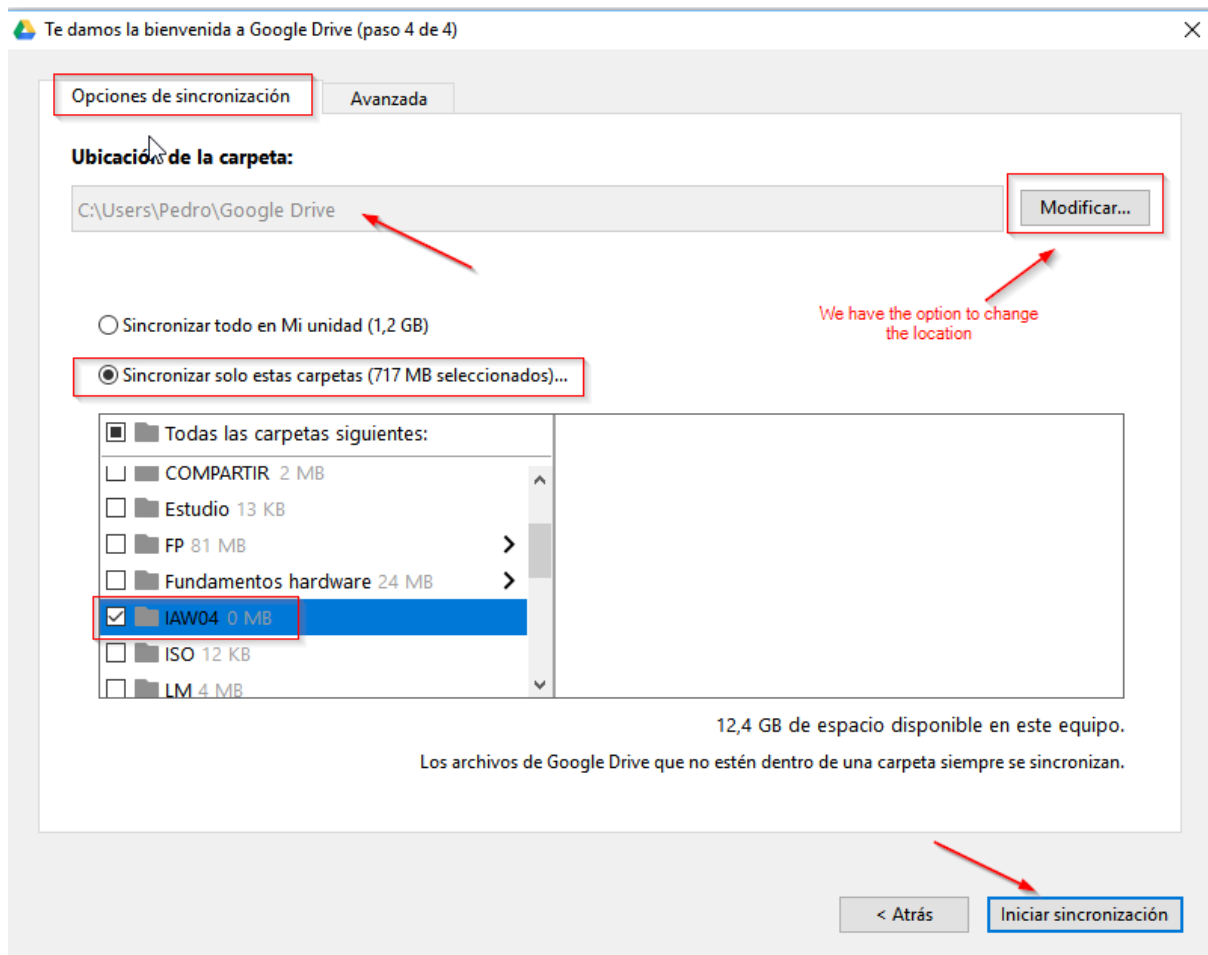 Te damos la bienvenida a Google Drive (paso 4 de 4)
Opciones de sincronización
Avanzada
Ubicación de la carpeta:
C:\Users\Pedro\Google Drive
Modificar...
We have the option to change
the location
Sincronizar todo en Mi unidad (1,2 GB)
Sincronizar solo estas carpetas (717 MB seleccionados)...
Todas las carpetas siguientes:
COMPARTIR 2 MB
Estudio 13 KB
FP 81 MB
Fundamentos hardware 24 MB
IAW04 0 MB
ISO 12 KB
LM 4 MB
12,4 GB de espacio disponible en este equipo.
Los archivos de Google Drive que no estén dentro de una carpeta siempre se sincronizan.
< Atrás
Iniciar sincronización